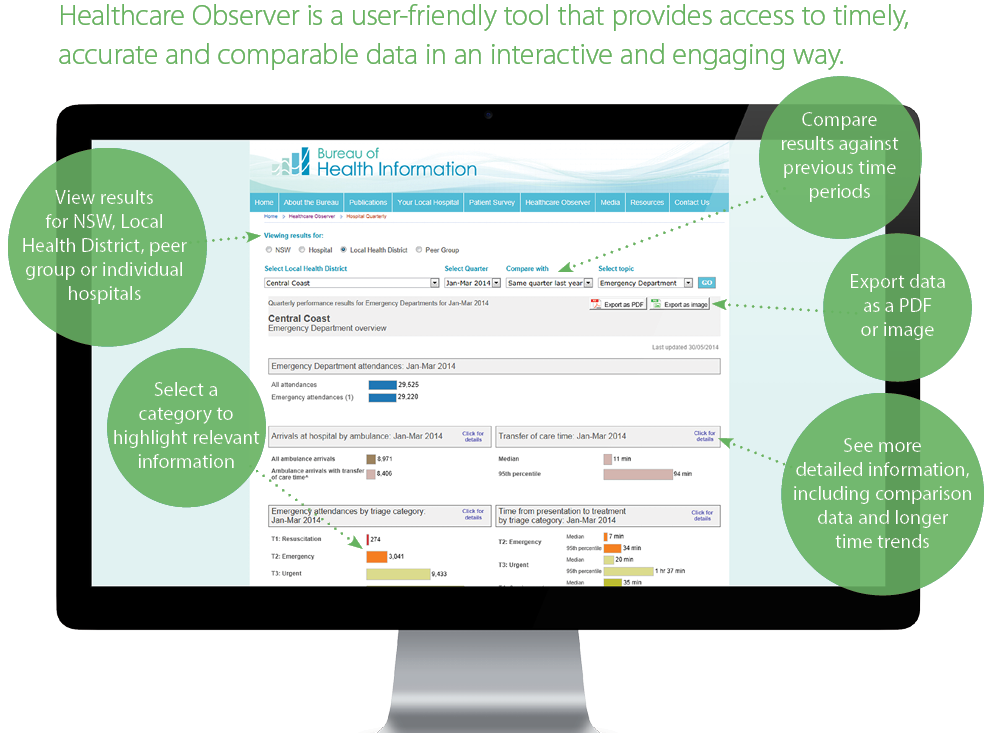 Healthcare Observer is a user-friendly tool that provides access to timely,
accurate and comparable data in an interactive and engaging way.
Compare
results against
previous time
periods
View results
for NSW, Local
Health District, peer
group or individual
hospitals
Bureau of
Health Information
Home About the Bureau Publications Your Local Hospital Patient Survey Healthcare Observer Media Resources Contact Us
Home > Healthcare Observer > Hospital Quarterly
Viewing results for:
NSW Hospital Local Health District Peer Group
Select Local Health District Select Quarter Compare with Select topic
Central Coast Jan-Mar 2014 Same quarter last year Emergency Department GO
Export data
as a PDF
or image
Quarterly performance results for Emergency Departments for Jan-Mar 2014
Export as PDF Export as image
Central Coast
Emergency Department overview
Last updated 30/05/2014
Emergency Department attendances: Jan-Mar 2014
All attendances 29,525
Emergency attendances (1) 29,220
Select a
category to
highlight relevant
information
Arrivals at hospital by ambulance: Jan-Mar 2014 Click for
details
All ambulance arrivals 8,971
Ambulance arrivals with transfer
of care time* 8,406
Transfer of care time: Jan-Mar 2014 Click for
details
Median 11 min
95th percentile 94 min
See more
detailed information,
including comparison
data and longer
time trends
Emergency attendances by triage category:
Jan-Mar 2014* Click for
details
T1: Resuscitation 274
T2: Emergency 3,041
T3: Urgent 9,433
Time from presentation to treatment
by triage category: Jan-Mar 2014 Click for
details
T2: Emergency Median 7 min
95th percentile 34 min
T3: Urgent Median 20 min
95th percentile 1 hr 37 min
Median 35 min